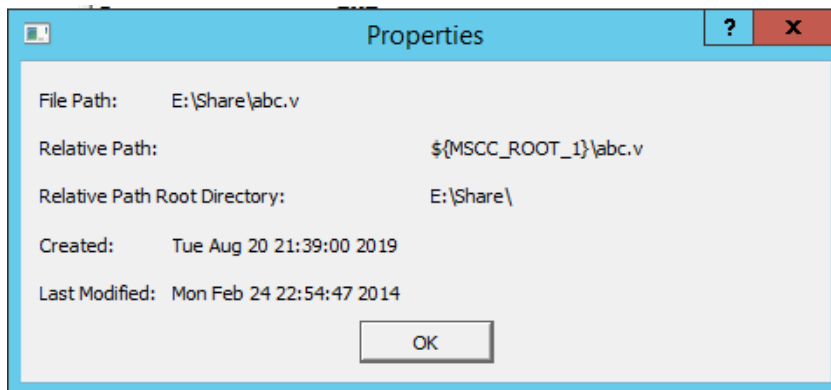 Properties
?
x
File Path: E:\Share\abc.v
Relative Path: ${MSCC_ROOT_1}\abc.v
Relative Path Root Directory: E:\Share\
Created: Tue Aug 20 21:39:00 2019
Last Modified: Mon Feb 24 22:54:47 2014
OK